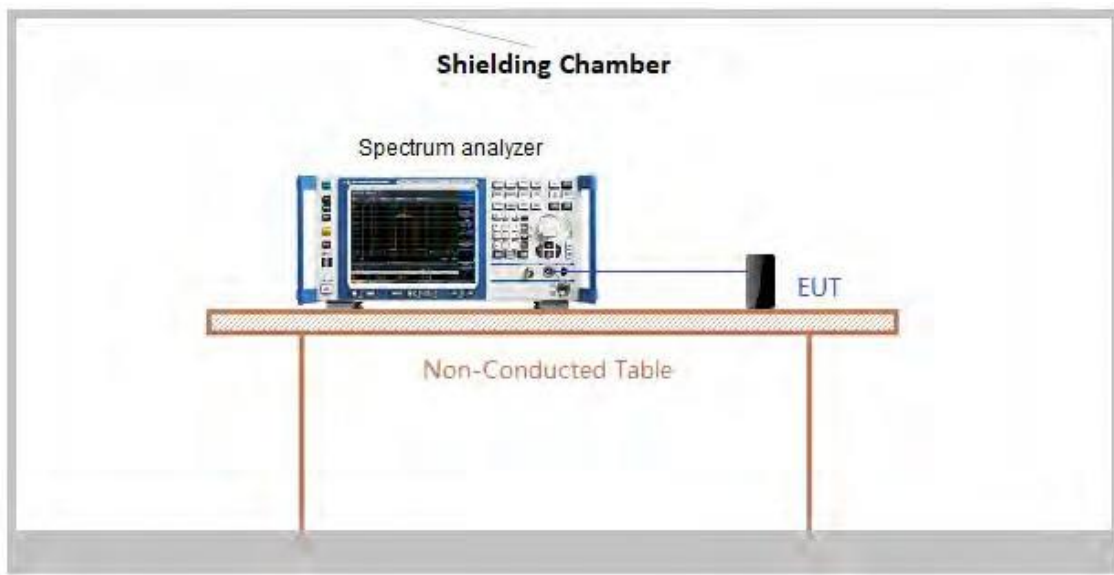 Shielding Chamber
Spectrum analyzer
EUT
Non-Conducted Table